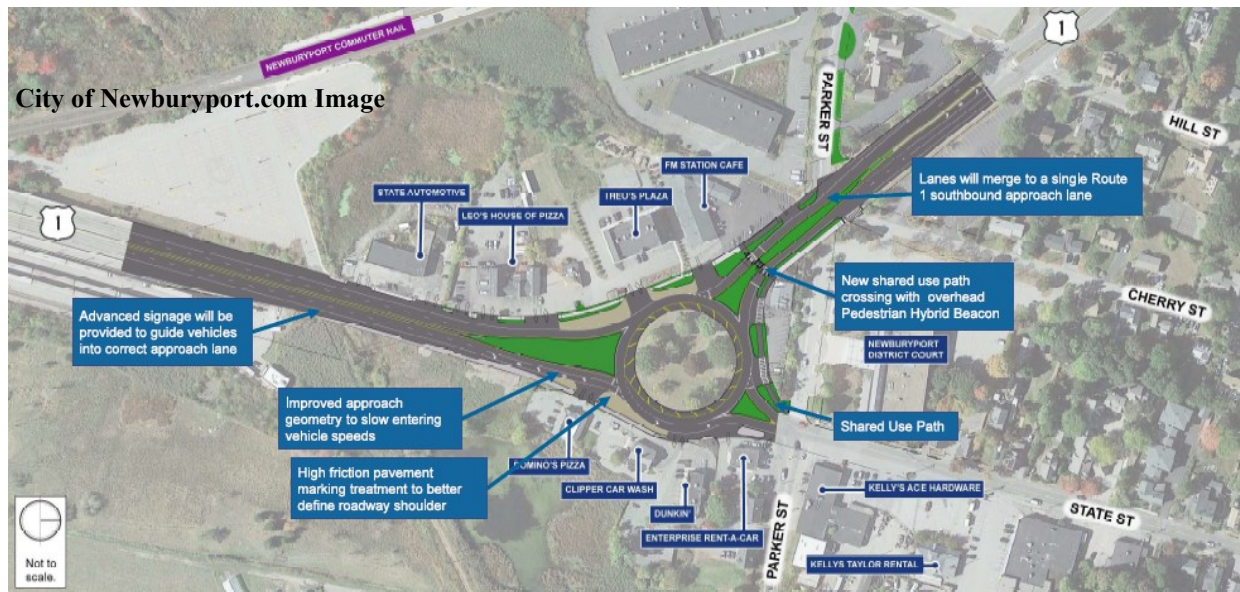 NEWBURYPORT COMMUTER RAIL
City of Newburyport.com Image
1
PARKER ST
HILL ST
FM STATION CAFE
Lanes will merge to a single Route
1 southbound approach lane
STATE AUTOMOTIVE
THEO'S PLAZA
LEO'S HOUSE OF PIZZA
1
New shared use path
crossing with overhead
Pedestrian Hybrid Beacon
CHERRY ST
Advanced signage will be
provided to guide vehicles
into correct approach lane
NEWBURYPORT
DISTRICT COURT
Improved approach
geometry to slow entering
vehicle speeds
Shared Use Path
DOMINO'S PIZZA
High friction pavement
marking treatment to better
define roadway shoulder
CLIPPER CAR WASH
KELLY'S ACE HARDWARE
DUNKIN'
STATE ST
ENTERPRISE RENT-A-CAR
PARKER ST
KELLYS TAYLOR RENTAL
Not to
scale.